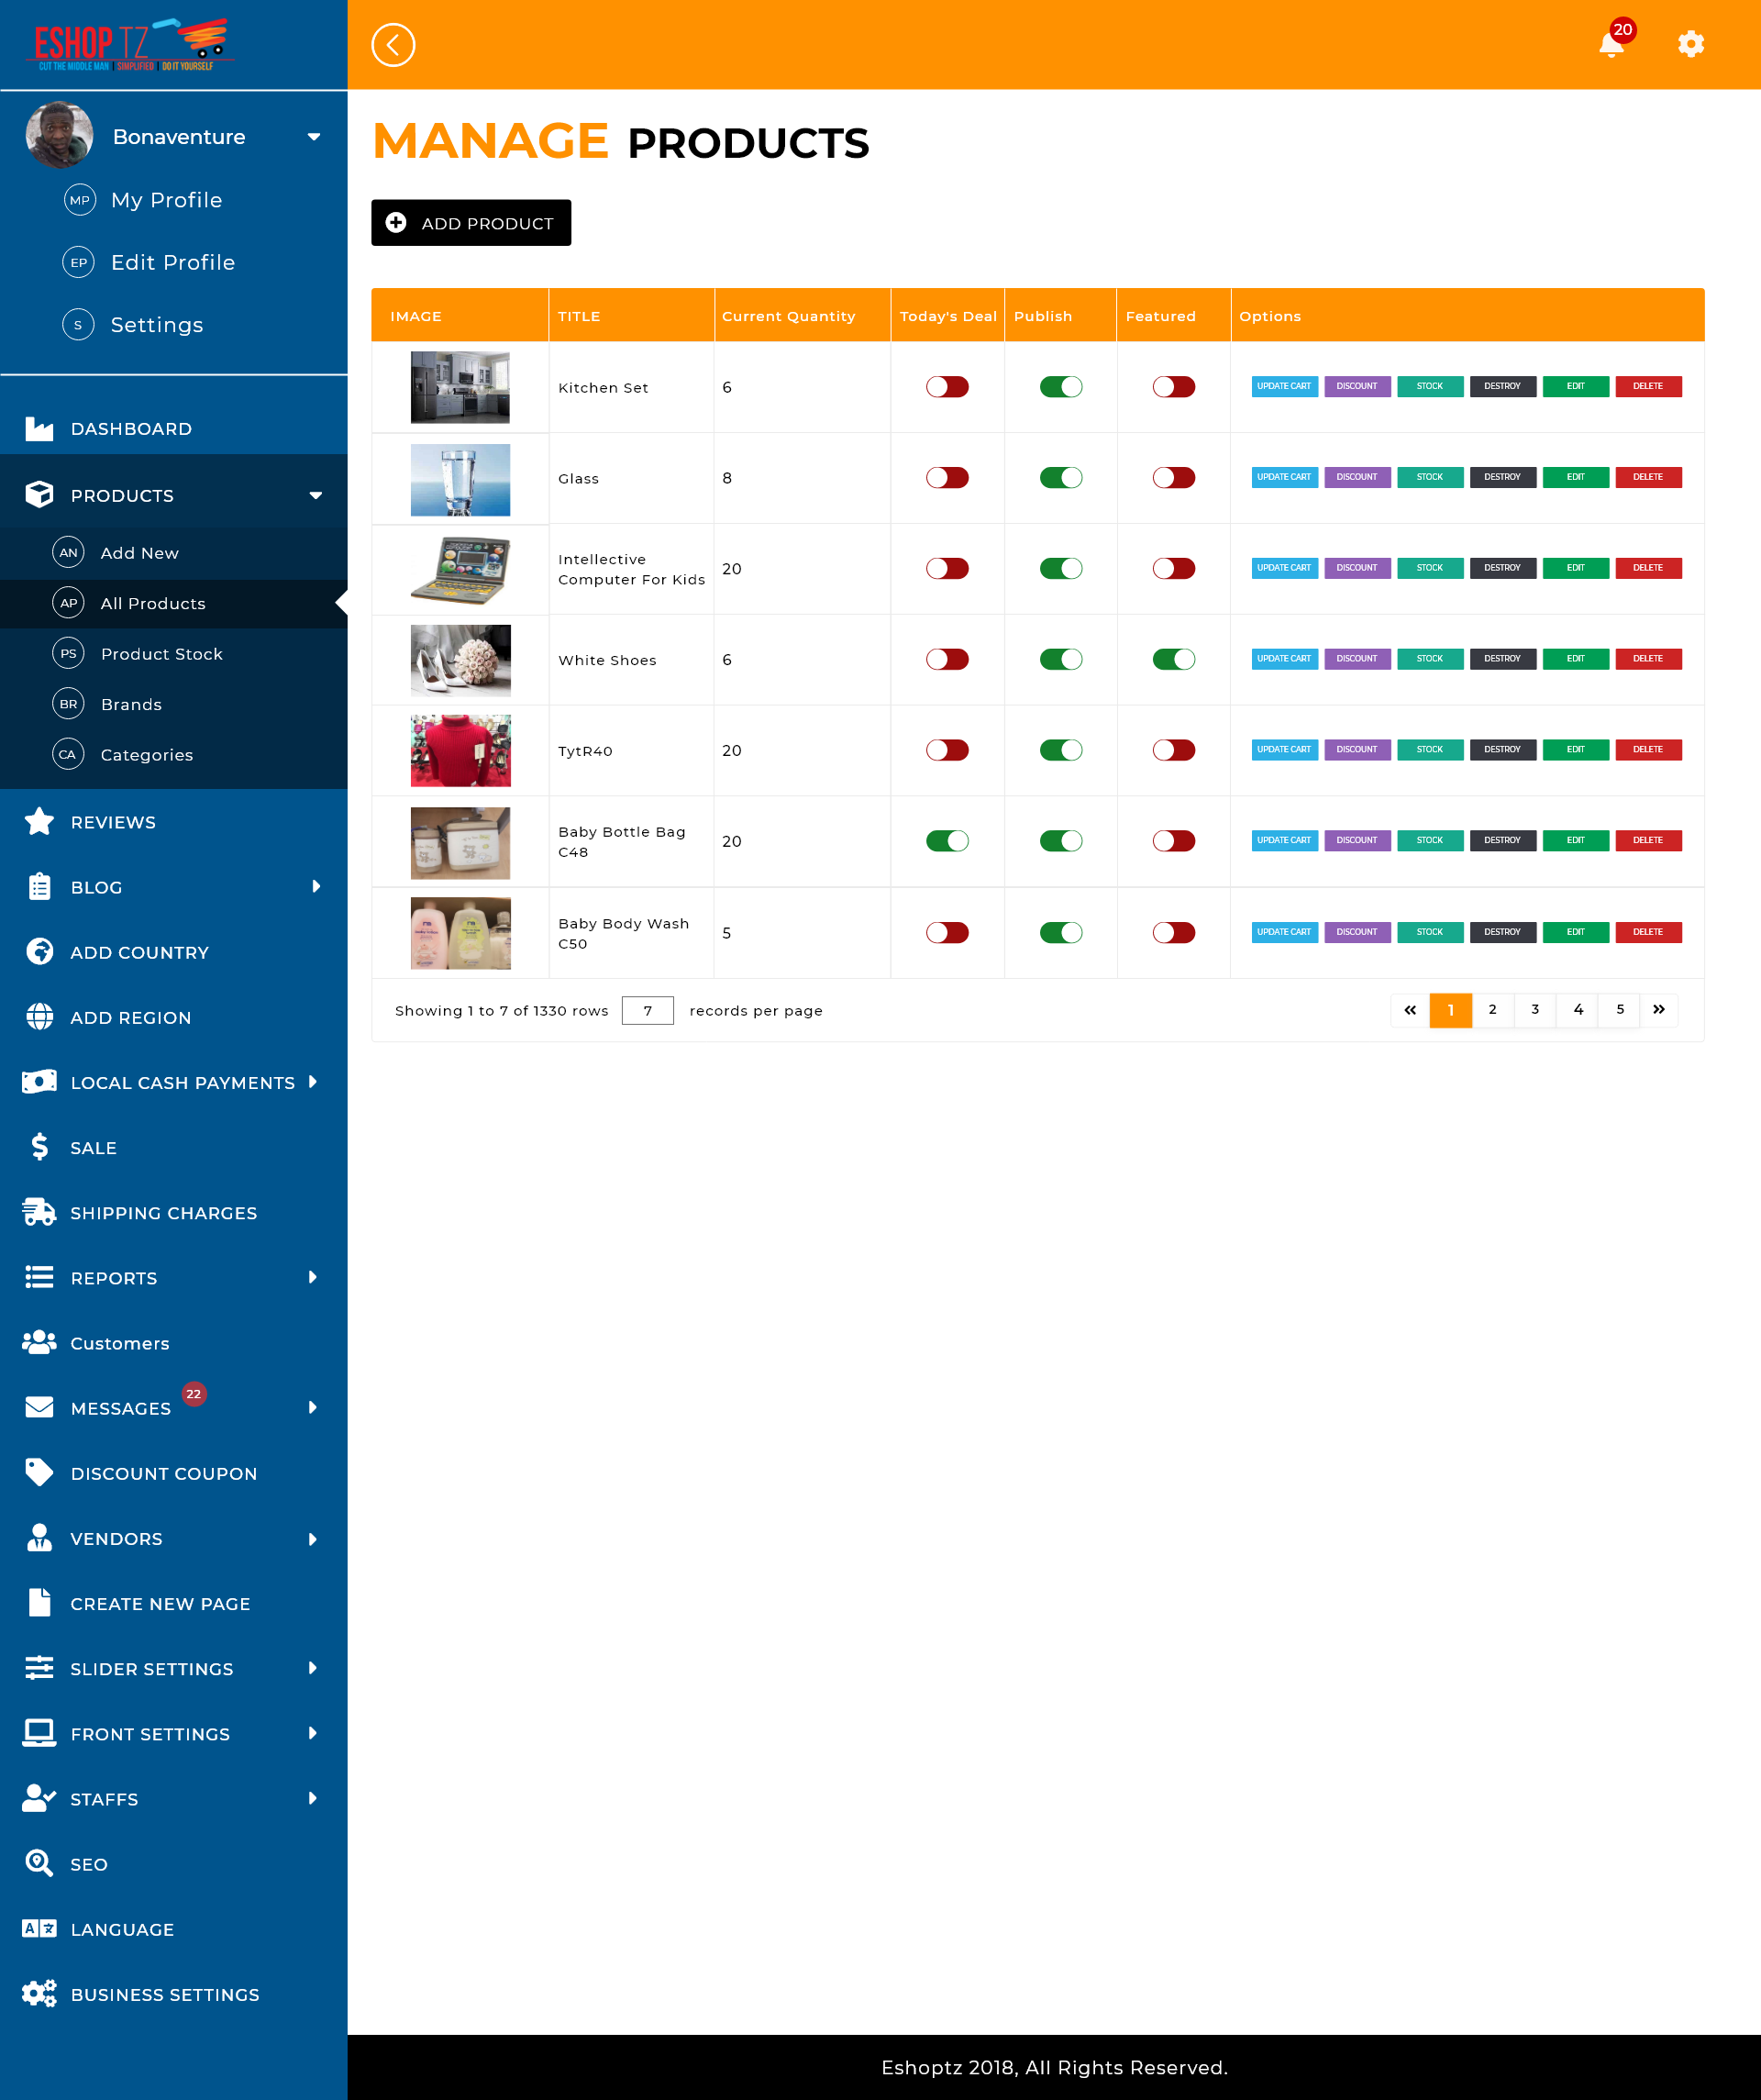 ESHOP TZ
CUT THE MIDDLE MAN | SIMPLIFIED | DO IT YOURSELF
20
Bonaventure
MP My Profile
EP Edit Profile
S Settings
DASHBOARD
PRODUCTS
AN Add New
AP All Products
PS Product Stock
BR Brands
CA Categories
REVIEWS
BLOG
ADD COUNTRY
ADD REGION
LOCAL CASH PAYMENTS
SALE
SHIPPING CHARGES
REPORTS
Customers
MESSAGES 22
DISCOUNT COUPON
VENDORS
CREATE NEW PAGE
SLIDER SETTINGS
FRONT SETTINGS
STAFFS
SEO
LANGUAGE
BUSINESS SETTINGS
MANAGE PRODUCTS
ADD PRODUCT
IMAGE TITLE Current Quantity Today's Deal Publish Featured Options
Kitchen Set 6 UPDATE CART DISCOUNT STOCK DESTROY EDIT DELETE
Glass 8 UPDATE CART DISCOUNT STOCK DESTROY EDIT DELETE
Intellective
Computer For Kids 20 UPDATE CART DISCOUNT STOCK DESTROY EDIT DELETE
White Shoes 6 UPDATE CART DISCOUNT STOCK DESTROY EDIT DELETE
TytR40 20 UPDATE CART DISCOUNT STOCK DESTROY EDIT DELETE
Baby Bottle Bag
C48 20 UPDATE CART DISCOUNT STOCK DESTROY EDIT DELETE
Baby Body Wash
C50 5 UPDATE CART DISCOUNT STOCK DESTROY EDIT DELETE
Showing 1 to 7 of 1330 rows 7 records per page « 1 2 3 4 5 »
Eshoptz 2018, All Rights Reserved.